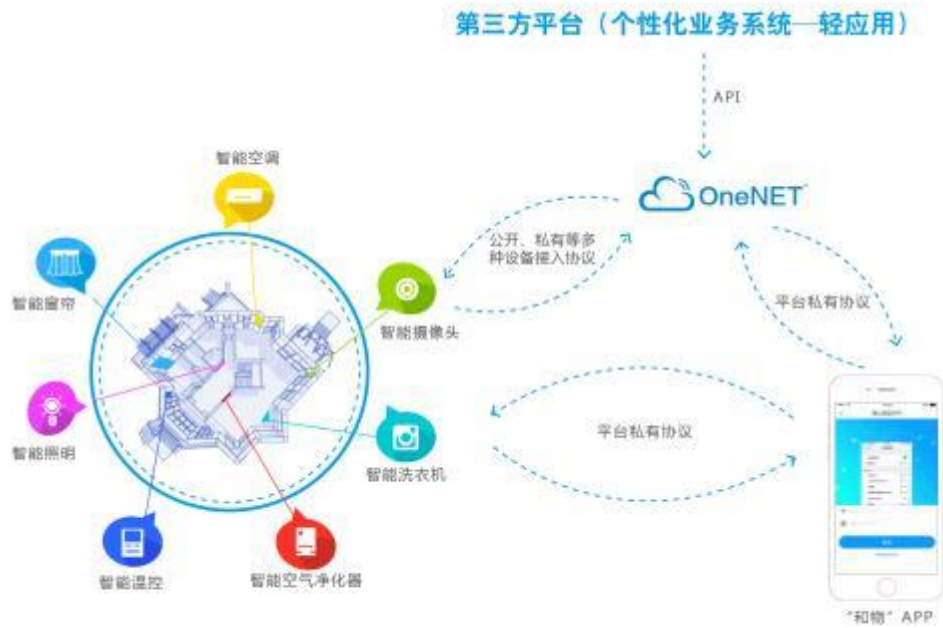 第三方平台（个性化业务系统—轻应用）
API
智能空调
OneNET
公开、私有等多
种设备接入协议
智能窗帘
智能摄像头
平台私有协议
平台私有协议
智能照明
智能洗衣机
智能温控
智能空气净化器
"和物" APP